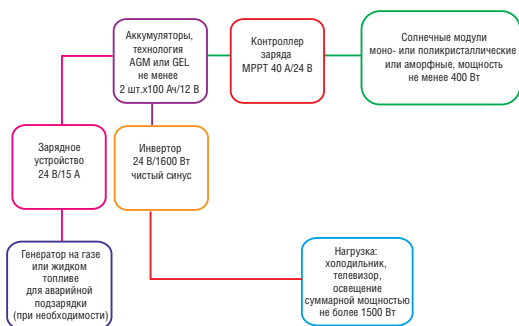 Аккумуляторы,
технология
AGM или GEL
не менее
2 шт.х100 Ач/12 В
Контроллер
заряда
МРРТ 40 А/24 В
Солнечные модули
моно- или поликристаллические
или аморфные, мощность
не менее 400 Вт
Зарядное
устройство
24 В/15 А
Инвертор
24 В/1600 Вт
чистый синус
Генератор на газе
или жидком
топливе
для аварийной
подзарядки
(при необходимости)
Нагрузка:
холодильник,
телевизор,
освещение
суммарной мощностью
не более 1500 Вт